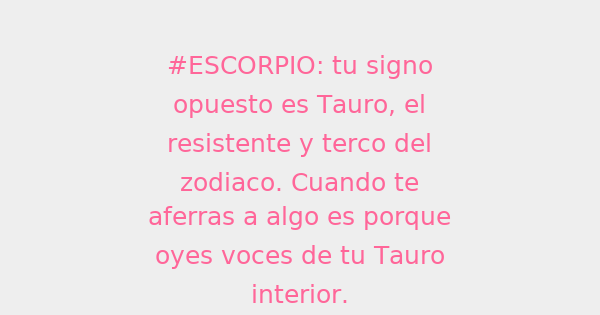 #ESCORPIO: tu signo
opuesto es Tauro, el
resistente y terco del
zodiaco. Cuando te
aferras a algo es porque
oyes voces de tu Tauro
interior.